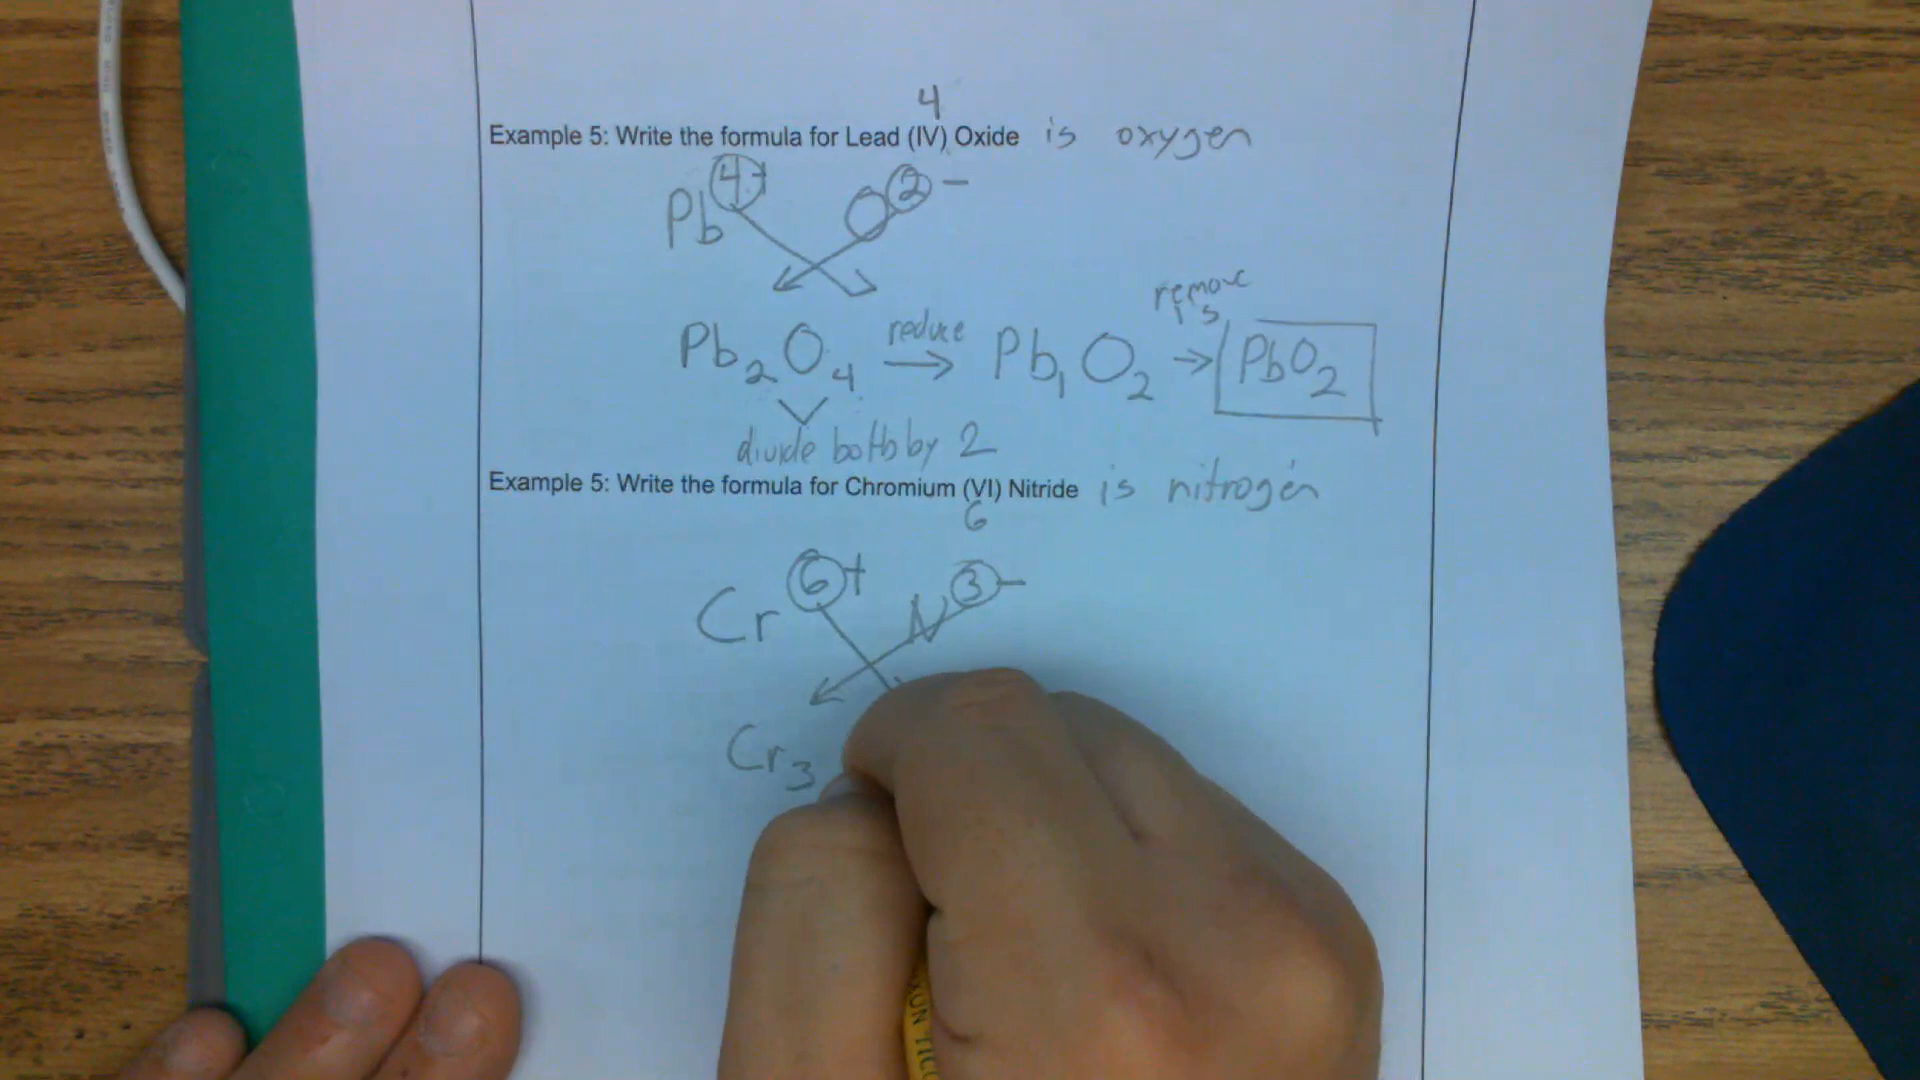 4
Example 5: Write the formula for Lead (IV) Oxide is oxygen
Pb 4+ O 2 -
remove
1's
Pb2O4 reduce → Pb1O2 → PbO2
divide both by 2
Example 5: Write the formula for Chromium (VI) Nitride is nitrogen
6
Cr 6+ N 3-
Cr3